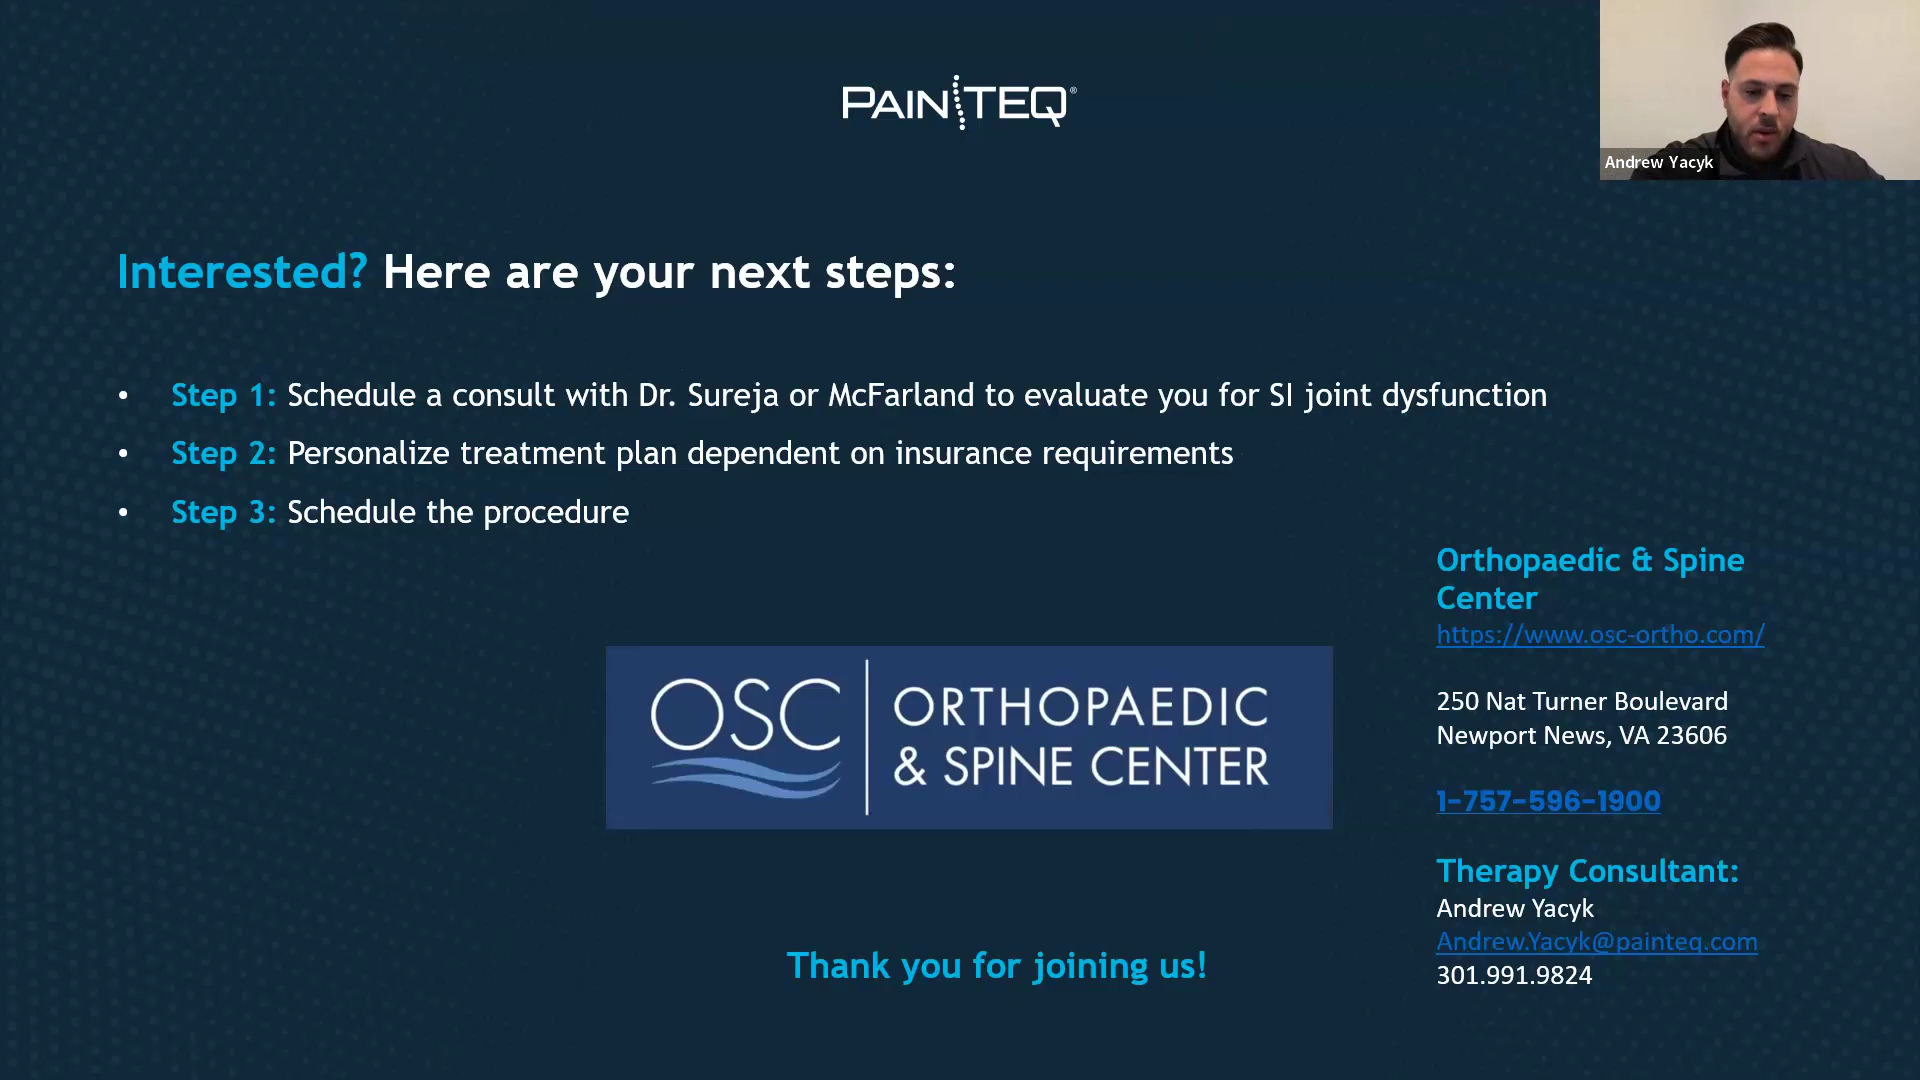 PAINTEQ®
Andrew Yacyk
Interested? Here are your next steps:
• Step 1: Schedule a consult with Dr. Sureja or McFarland to evaluate you for SI joint dysfunction
• Step 2: Personalize treatment plan dependent on insurance requirements
• Step 3: Schedule the procedure
OSC
ORTHOPAEDIC
& SPINE CENTER
Orthopaedic & Spine
Center
https://www.osc-ortho.com/
250 Nat Turner Boulevard
Newport News, VA 23606
1-757-596-1900
Therapy Consultant:
Andrew Yacyk
Andrew.Yacyk@painteq.com
301.991.9824
Thank you for joining us!